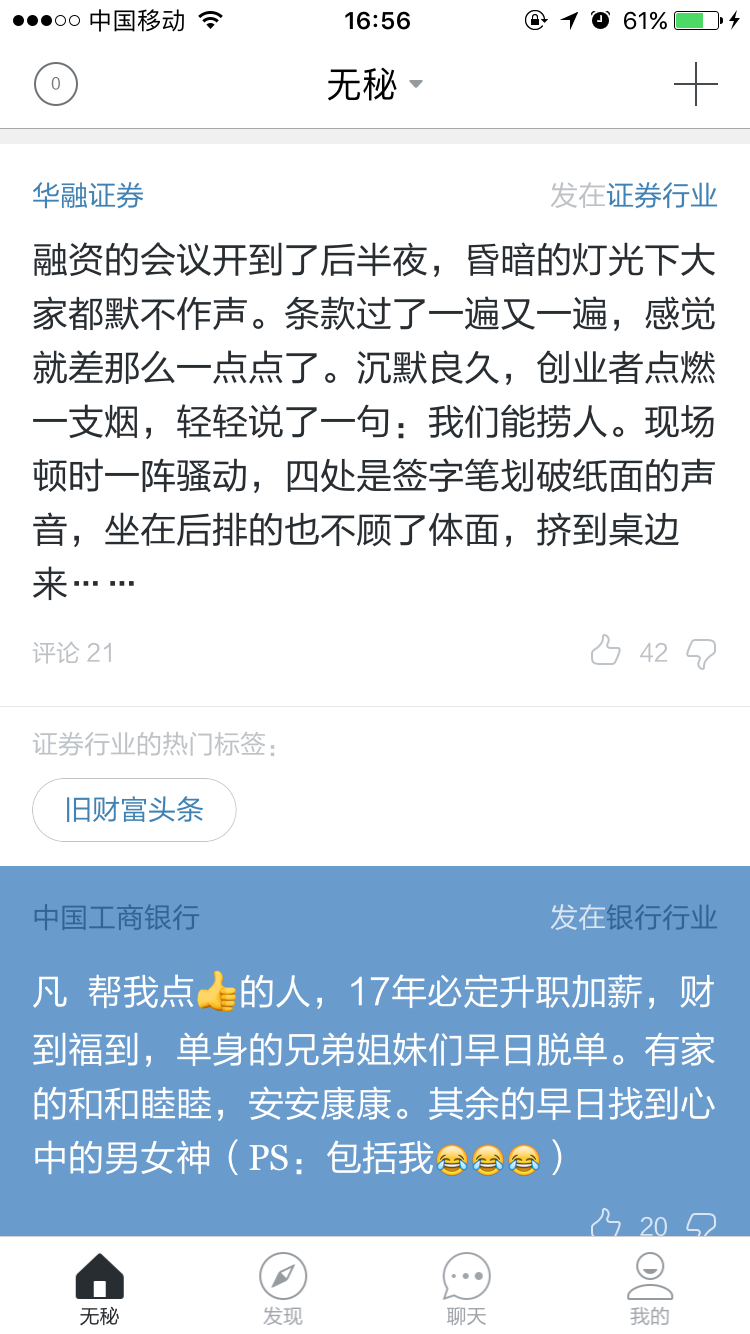 中国移动 16:56 61%
0 无秘
华融证券 发在证券行业
融资的会议开到了后半夜，昏暗的灯光下大
家都默不作声。条款过了一遍又一遍，感觉
就差那么一点点了。沉默良久，创业者点燃
一支烟，轻轻说了一句：我们能捞人。现场
顿时一阵骚动，四处是签字笔划破纸面的声
音，坐在后排的也不顾了体面，挤到桌边
来……
评论 21 42
证券行业的热门标签：
旧财富头条
中国工商银行 发在银行行业
凡 帮我点👍的人，17年必定升职加薪，财
到福到，单身的兄弟姐妹们早日脱单。有家
的和和睦睦，安安康康。其余的早日找到心
中的男女神（PS：包括我😂😂😂）
20
无秘 发现 聊天 我的